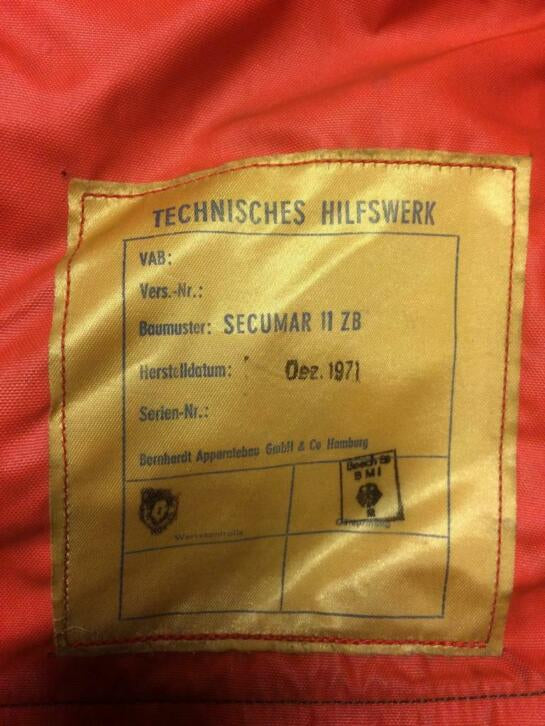 TECHNISCHES HILFSWERK
VAB:
Vers.-Nr.:
Baumuster: SECUMAR 11 ZB
Herstelldatum: Dez. 1971
Serien-Nr.:
Bernhardt Apparatebau GmbH & Co Hamburg
BMI
Werkskontrolle